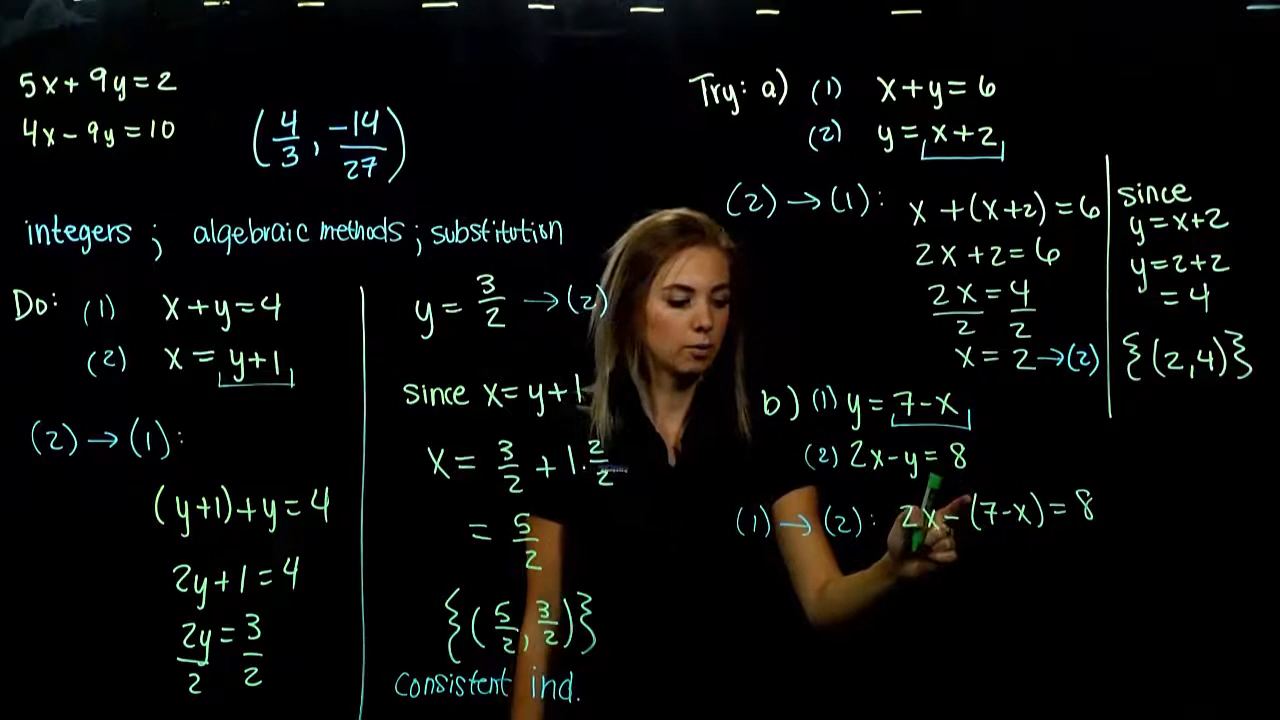 5x + 9y = 2
4x - 9y = 10
(4/3, -14/27)
integers ; algebraic methods ; substitution
Do: (1) x + y = 4
(2) x = y + 1
(2) → (1):
(y+1) + y = 4
2y + 1 = 4
2y/2 = 3/2
y = 3/2 → (2)
since x = y + 1
x = 3/2 + 1 · 2/2
= 5/2
{(5/2, 3/2)}
consistent ind.
Try: a) (1) x + y = 6
(2) y = x + 2
(2) → (1): x + (x+2) = 6
2x + 2 = 6
2x/2 = 4/2
x = 2 → (2)
since
y = x + 2
y = 2 + 2
= 4
{(2,4)}
b) (1) y = 7 - x
(2) 2x - y = 8
(1) → (2): 2x - (7-x) = 8